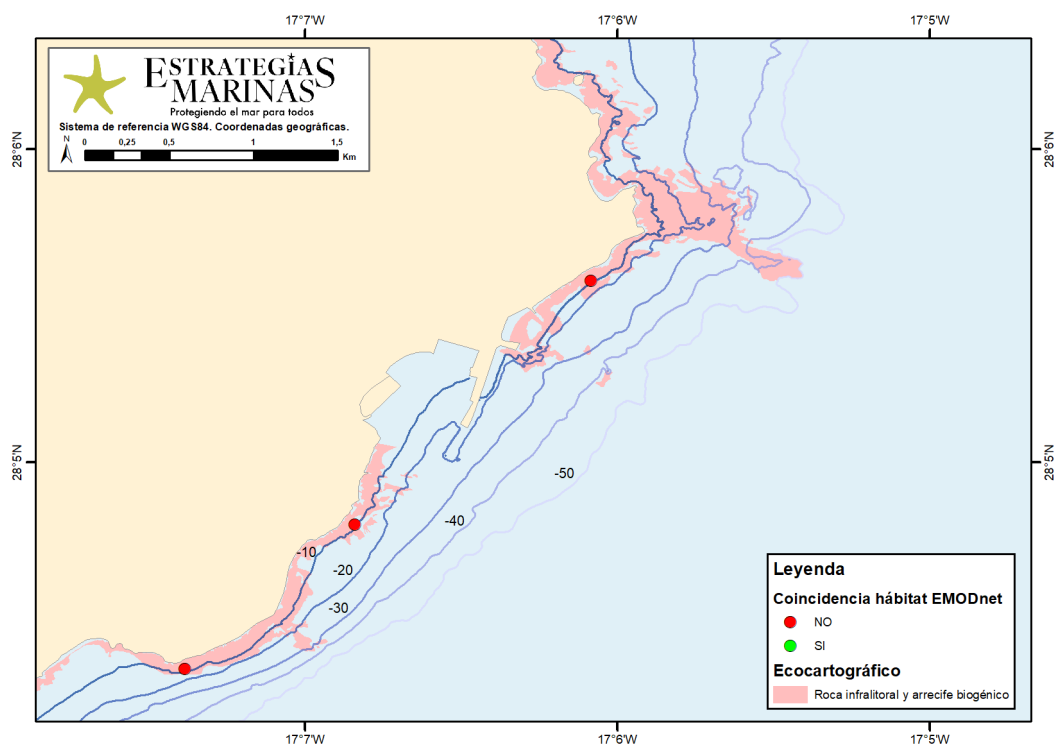 17°7'W 17°6'W 17°5'W
ESTRATEGIAS
MARINAS
Protegiendo el mar para todos
Sistema de referencia WGS84. Coordenadas geográficas.
N 0 0,25 0,5 1 1,5
Km
28°6'N 28°6'N
28°5'N 28°5'N
-50
-40
-10
-20
-30
Leyenda
Coincidencia hábitat EMODnet
NO
SI
Ecocartográfico
Roca infralitoral y arrecife biogénico
17°7'W 17°6'W 17°5'W